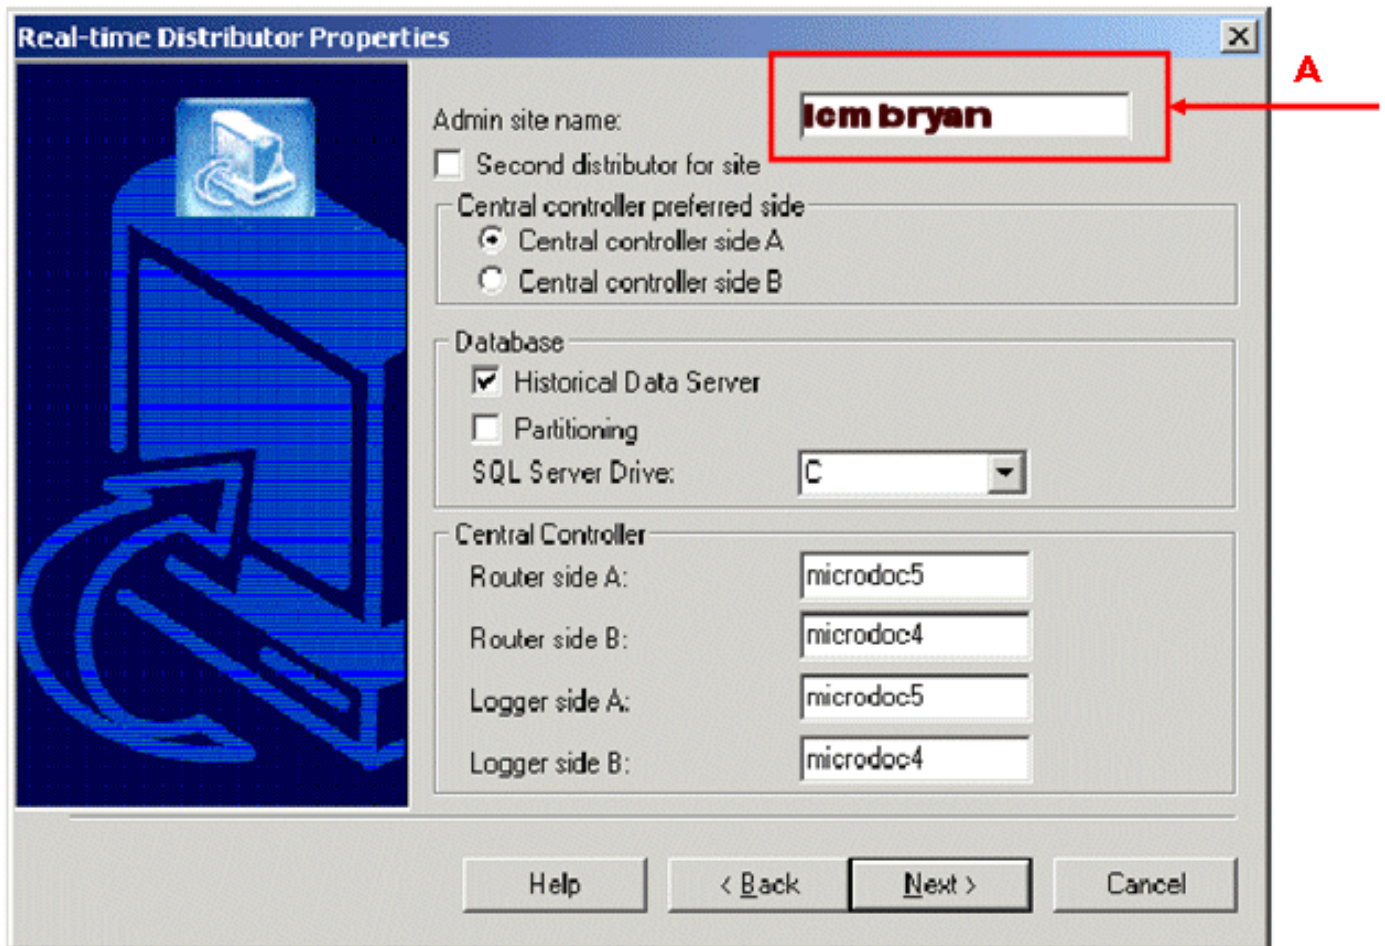 Real-time Distributor Properties
A
Admin site name: icm bryan
Second distributor for site
Central controller preferred side
Central controller side A
Central controller side B
Database
Historical Data Server
Partitioning
SQL Server Drive: C
Central Controller
Router side A: microdoc5
Router side B: microdoc4
Logger side A: microdoc5
Logger side B: microdoc4
Help < Back Next > Cancel